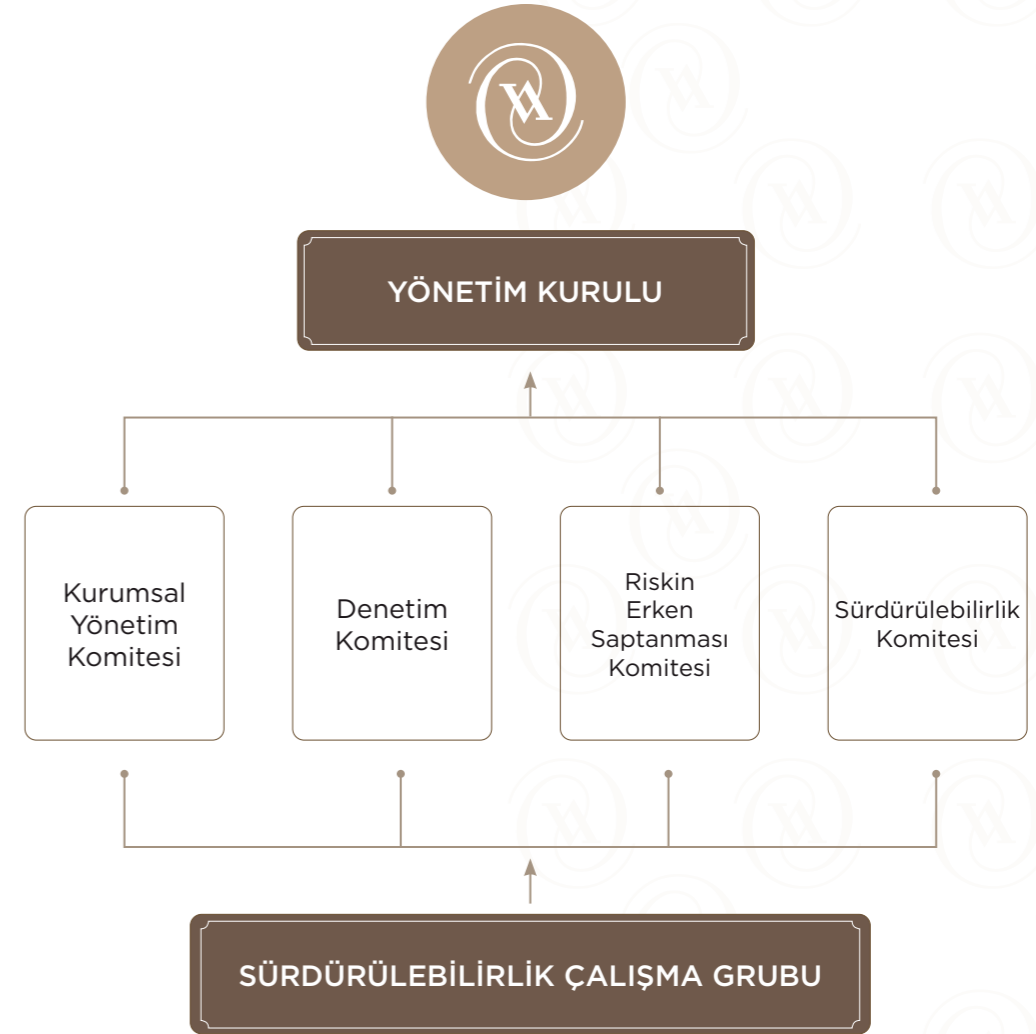 YÖNETİM KURULU
Kurumsal
Yönetim
Komitesi
Denetim
Komitesi
Riskin
Erken
Saptanması
Komitesi
Sürdürülebilirlik
Komitesi
SÜRDÜRÜLEBİLİRLİK ÇALIŞMA GRUBU